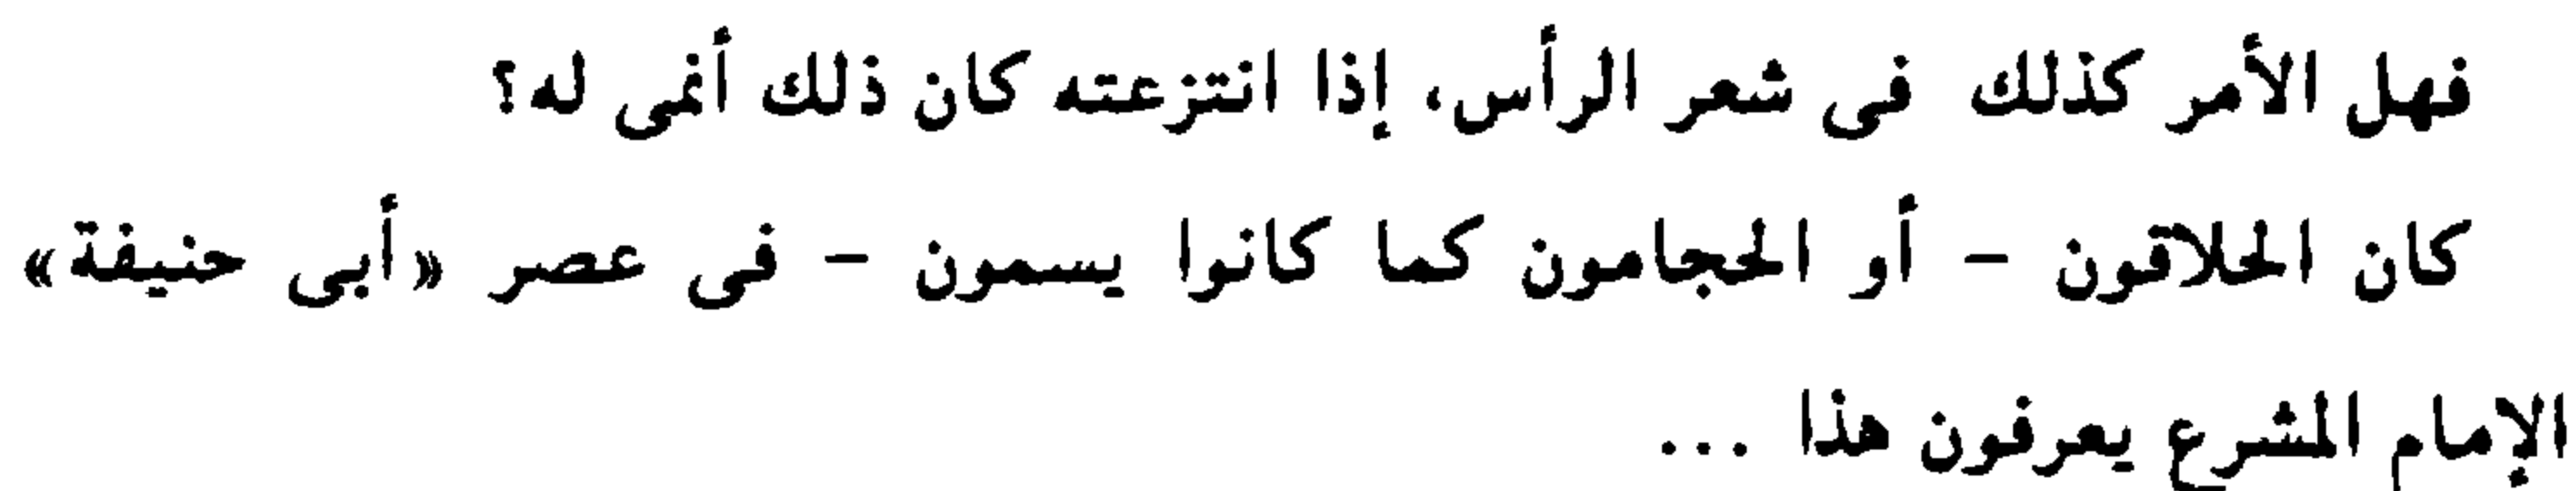 فهل الأمر كذلك فى شعر الرأس، إذا انتزعته كان ذلك أنمى له؟
كان الحلاقون – أو الحجامون كما كانوا يسمون – فى عصر «أبى حنيفة»
الإمام المشرع يعرفون هذا ...